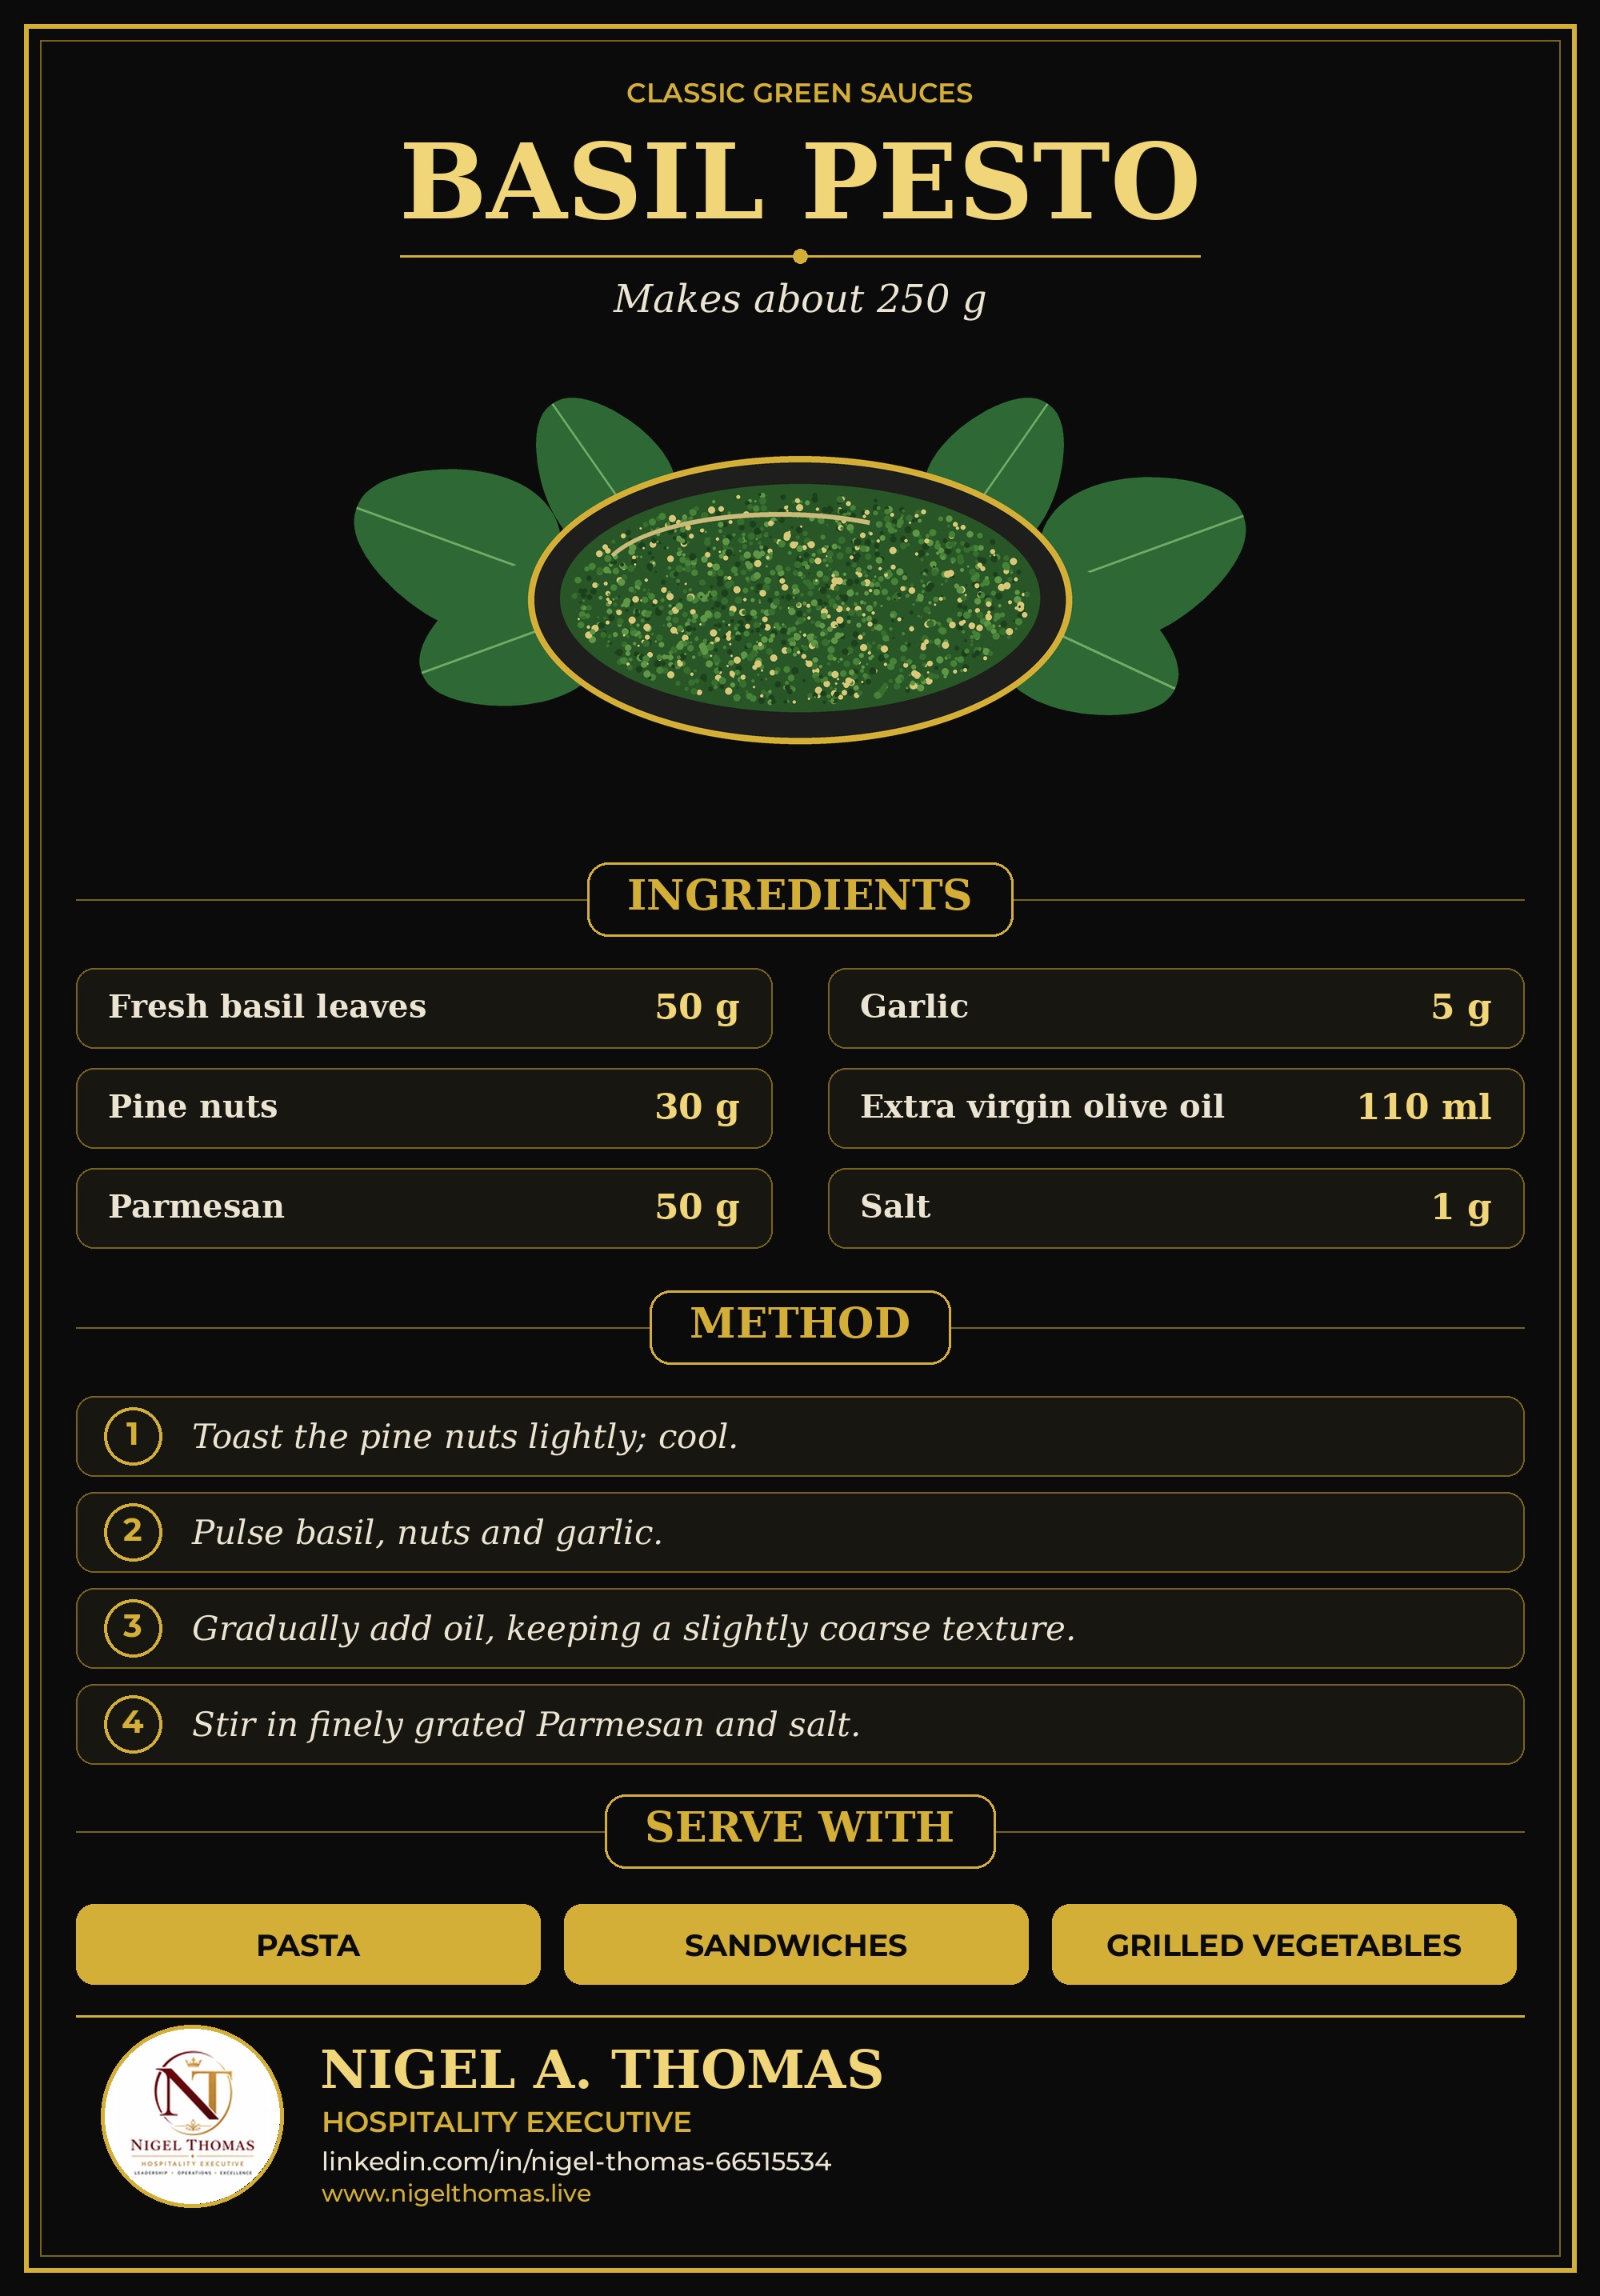 CLASSIC GREEN SAUCES
BASIL PESTO
Makes about 250 g
INGREDIENTS
Fresh basil leaves 50 g
Garlic 5 g
Pine nuts 30 g
Extra virgin olive oil 110 ml
Parmesan 50 g
Salt 1 g
METHOD
1 Toast the pine nuts lightly; cool.
2 Pulse basil, nuts and garlic.
3 Gradually add oil, keeping a slightly coarse texture.
4 Stir in finely grated Parmesan and salt.
SERVE WITH
PASTA
SANDWICHES
GRILLED VEGETABLES
NT
NIGEL THOMAS
HOSPITALITY EXECUTIVE
LEADERSHIP • OPERATIONS • EXCELLENCE
NIGEL A. THOMAS
HOSPITALITY EXECUTIVE
linkedin.com/in/nigel-thomas-66515534
www.nigelthomas.live